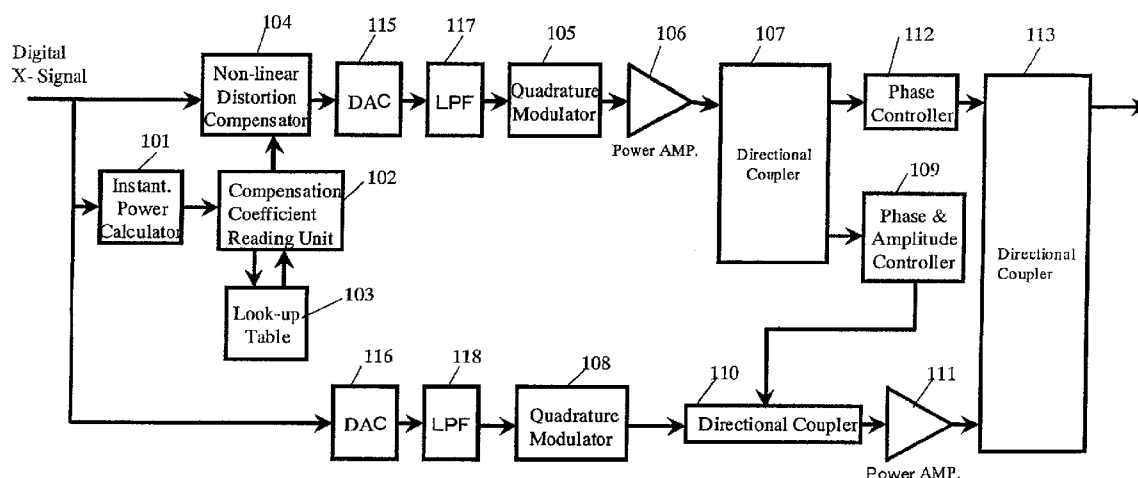 104
115
117
105
106
107
112
113
Digital
X- Signal
Non-linear
Distortion
Compensator
DAC
LPF
Quadrature
Modulator
Power AMP.
Directional
Coupler
Phase
Controller
101
Instant.
Power
Calculator
102
Compensation
Coefficient
Reading Unit
109
Phase &
Amplitude
Controller
Directional
Coupler
103
Look-up
Table
116
118
108
110
111
DAC
LPF
Quadrature
Modulator
Directional Coupler
Power AMP.